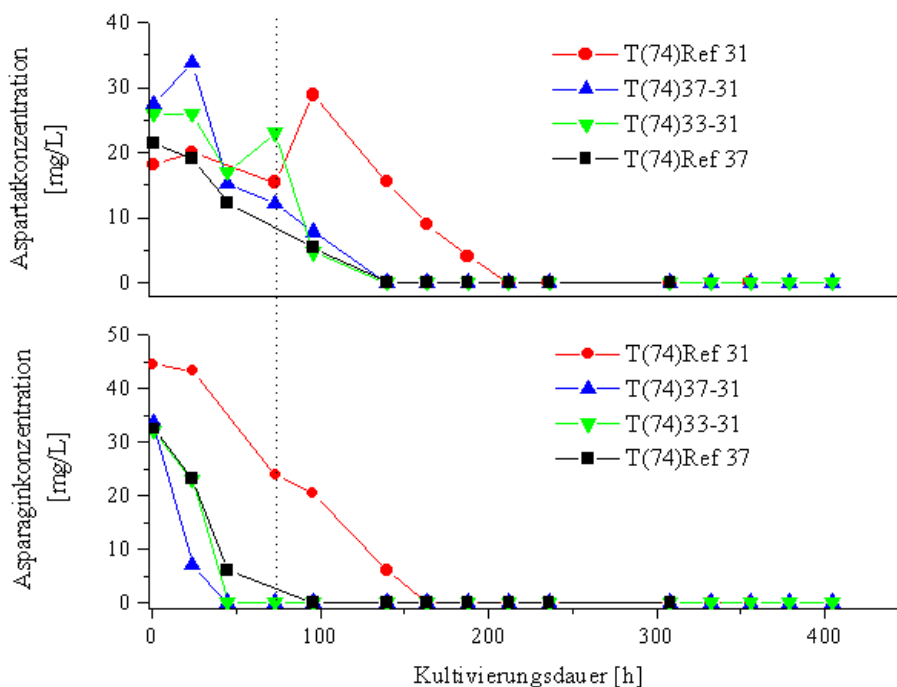 40
30
20
10
0
Aspartatkonzentration
[mg/L]
T(74)Ref 31
T(74)37-31
T(74)33-31
T(74)Ref 37
50
40
30
20
10
0
Asparaginkonzentration
[mg/L]
T(74)Ref 31
T(74)37-31
T(74)33-31
T(74)Ref 37
0 100 200 300 400
Kultivierungsdauer [h]